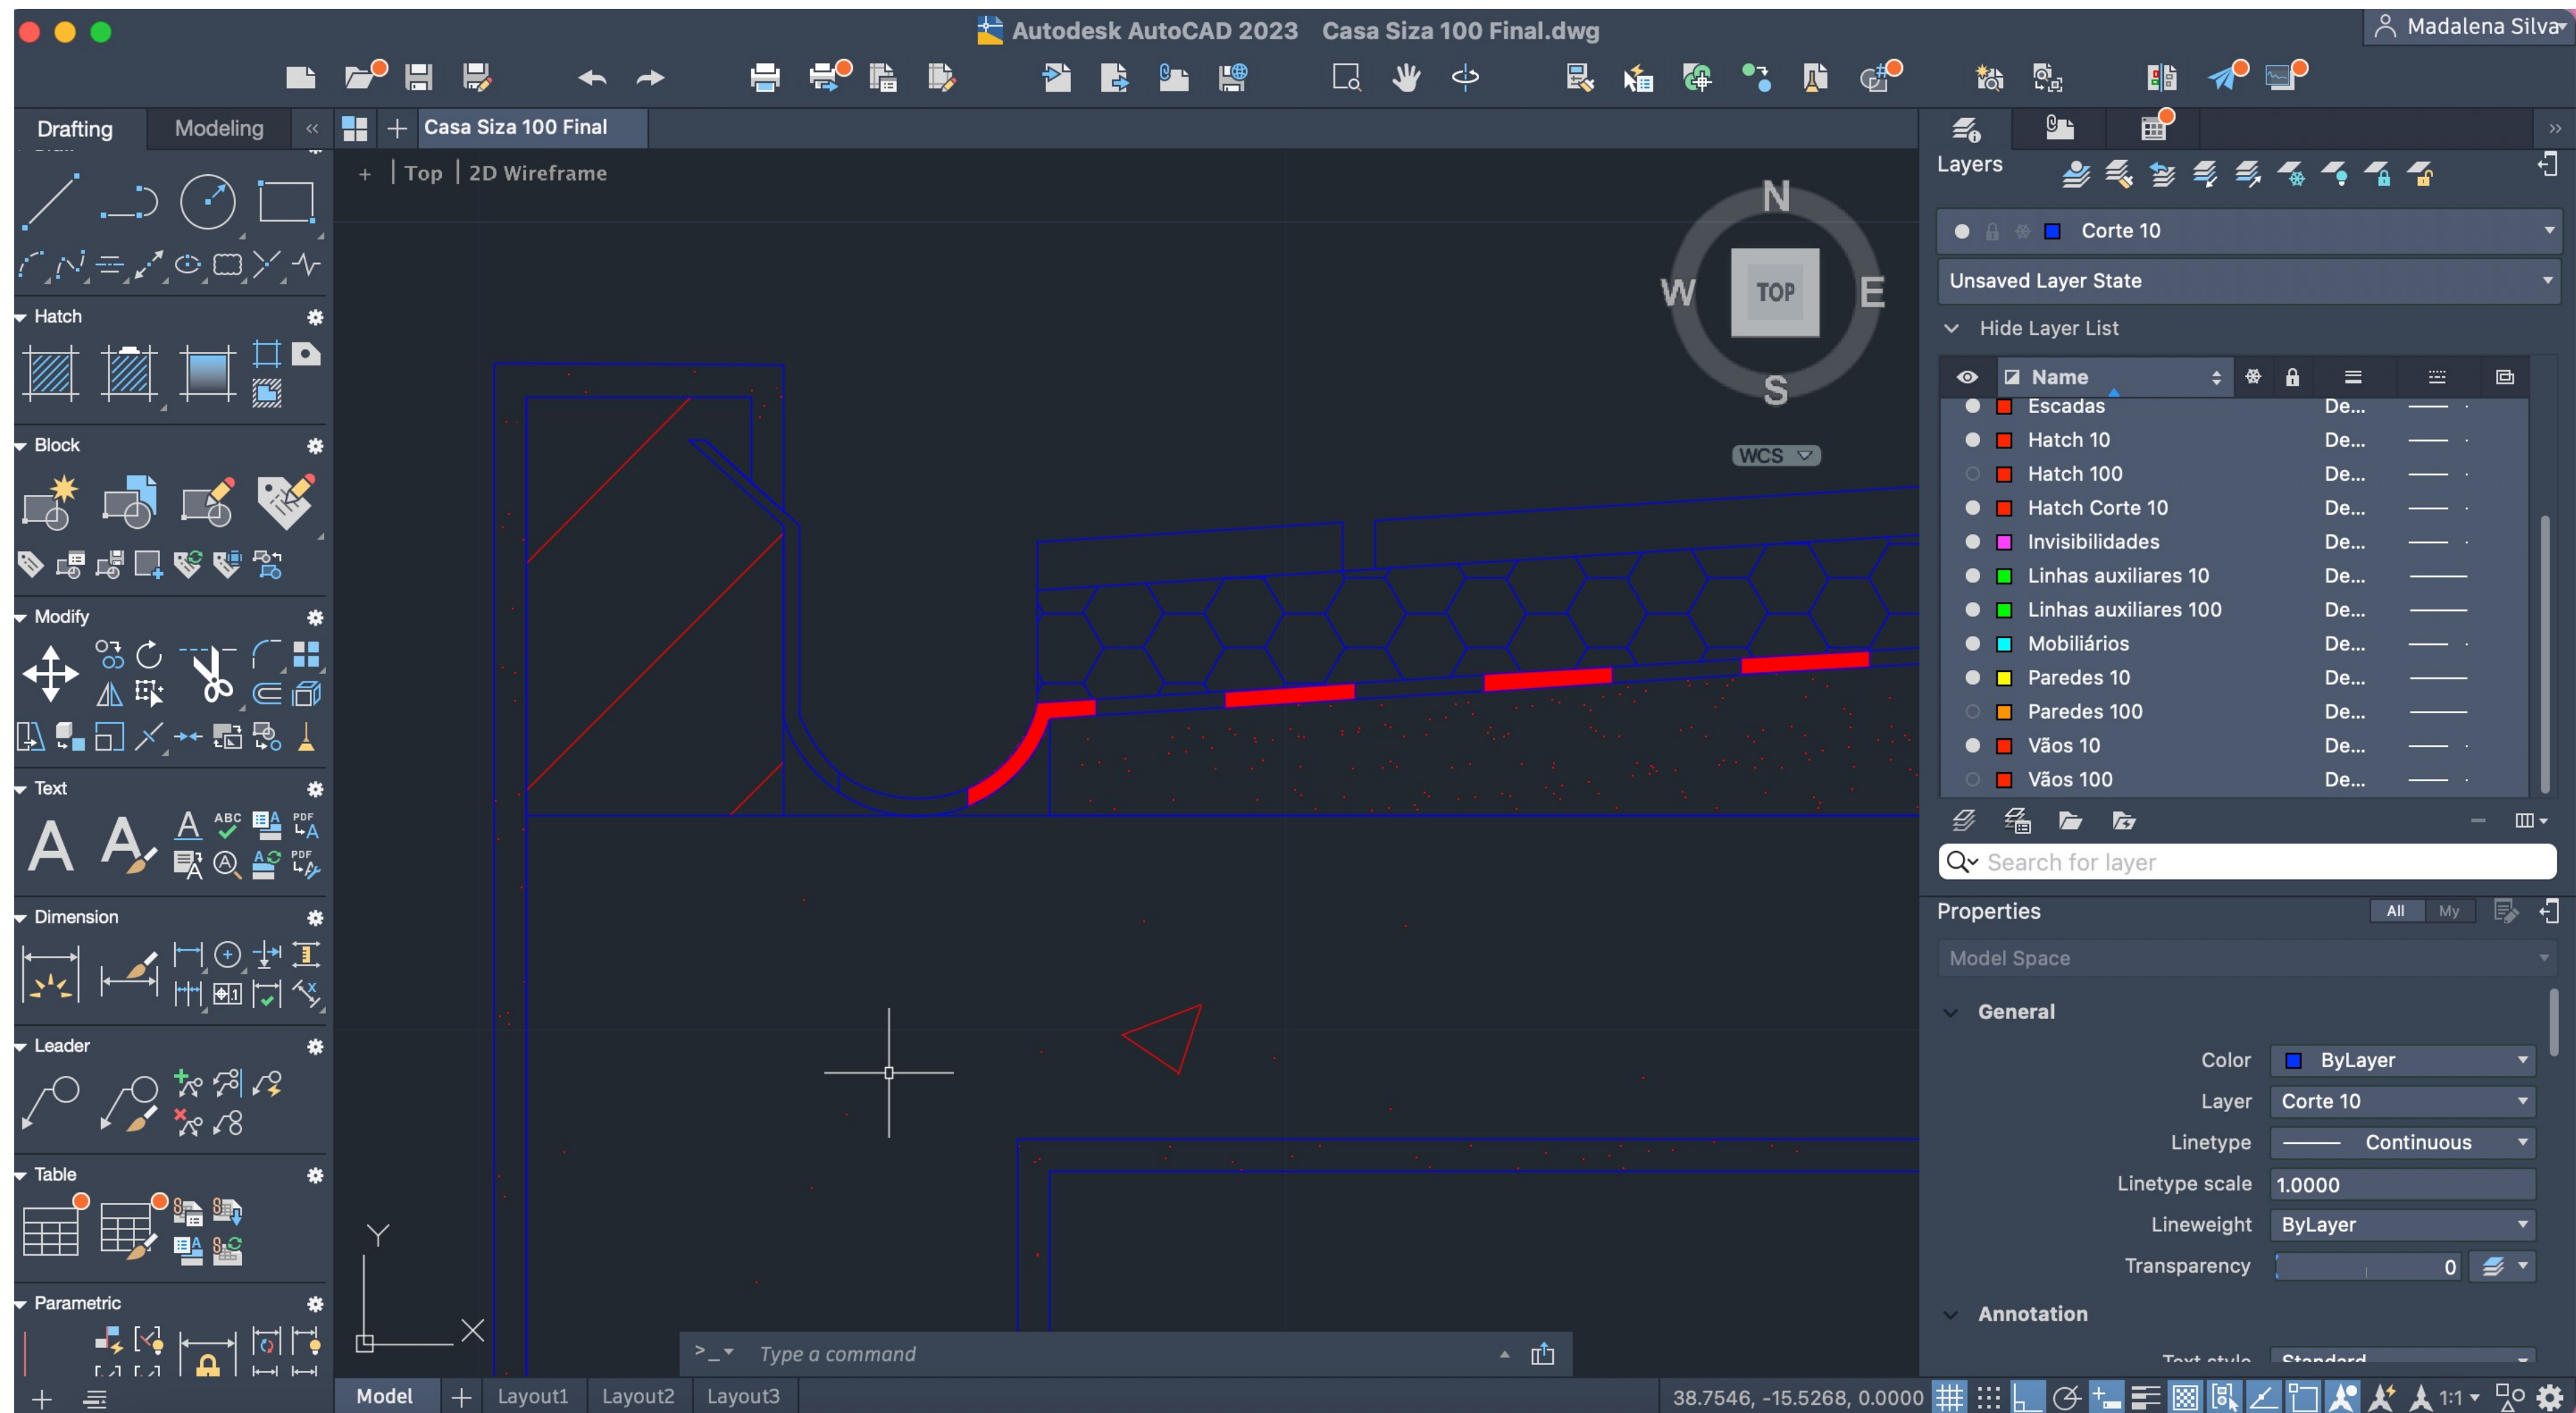 Autodesk AutoCAD 2023 Casa Siza 100 Final.dwg
Madalena Silva
Drafting
Modeling
Casa Siza 100 Final
Hatch
Block
Modify
Text
ABC
PDF
PDF
Dimension
Leader
Table
Parametric
+ | Top | 2D Wireframe
N
W
TOP
E
S
WCS
Y
X
>_ Type a command
Model
Layout1
Layout2
Layout3
38.7546, -15.5268, 0.0000
1:1
Layers
Corte 10
Unsaved Layer State
Hide Layer List
Name
Escadas De...
Hatch 10 De...
Hatch 100 De...
Hatch Corte 10 De...
Invisibilidades De...
Linhas auxiliares 10 De...
Linhas auxiliares 100 De...
Mobiliários De...
Paredes 10 De...
Paredes 100 De...
Vãos 10 De...
Vãos 100 De...
Search for layer
Properties
All
My
Model Space
General
Color ByLayer
Layer Corte 10
Linetype Continuous
Linetype scale 1.0000
Lineweight ByLayer
Transparency 0
Annotation
Text style Standard